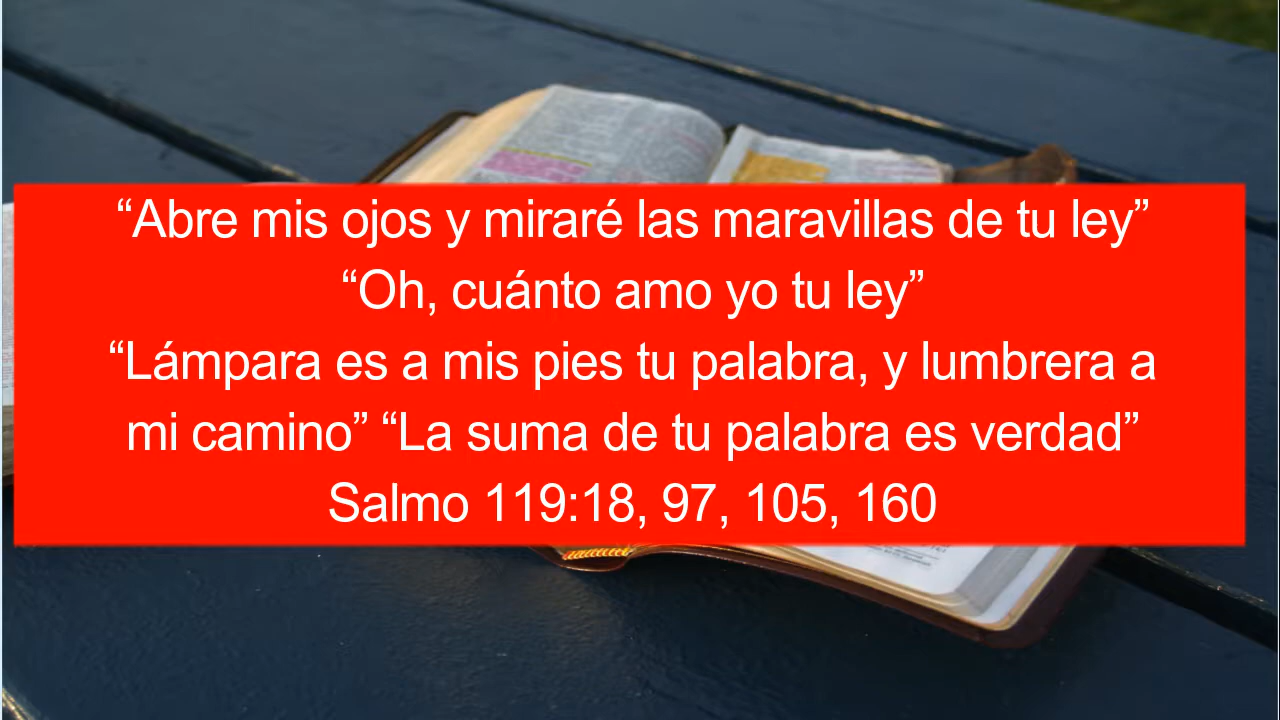 “Abre mis ojos y miraré las maravillas de tu ley”
“Oh, cuánto amo yo tu ley”
“Lámpara es a mis pies tu palabra, y lumbrera a
mi camino” “La suma de tu palabra es verdad”
Salmo 119:18, 97, 105, 160